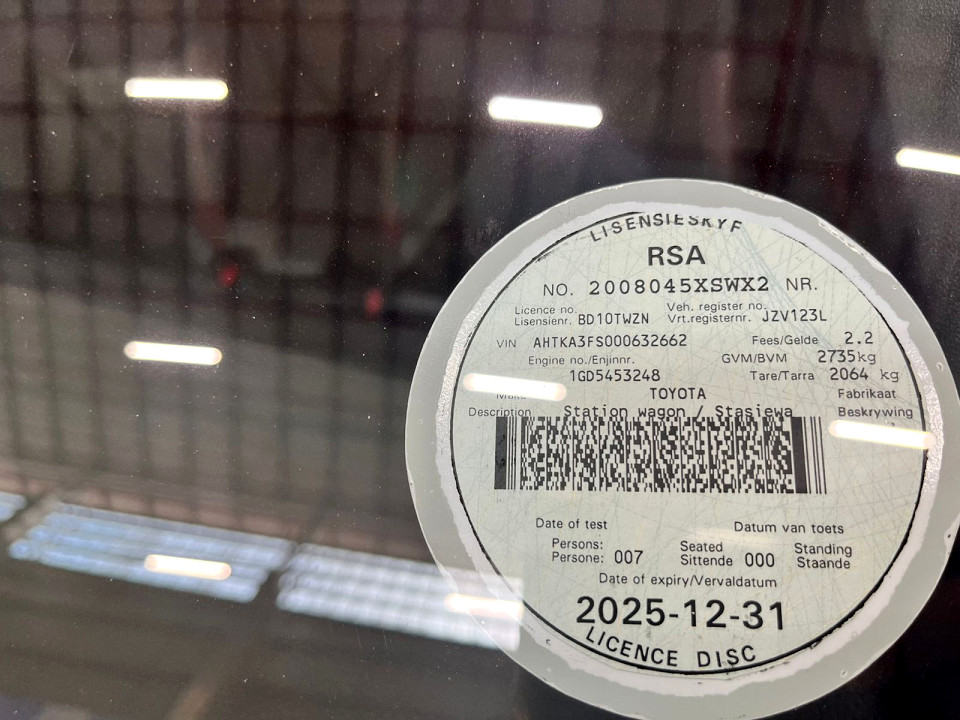 LISENSIESKYF
RSA
NO. 2008045XSWX2 NR.
Licence no. Veh. register no.
Lisensienr. BD10TWZN Vrt.registernr. JZV123L
VIN AHTKA3FS000632662 Fees/Gelde 2.2
Engine no./Enjinnr. GVM/BVM 2735kg
1GD5453248 Tare/Tarra 2064 kg
TOYOTA Fabrikaat
Description Station wagon / Stasiewa Beskrywing
Date of test Datum van toets
Persons: Seated Standing
Persone: 007 Sittende 000 Staande
Date of expiry/Vervaldatum
2025-12-31
LICENCE DISC